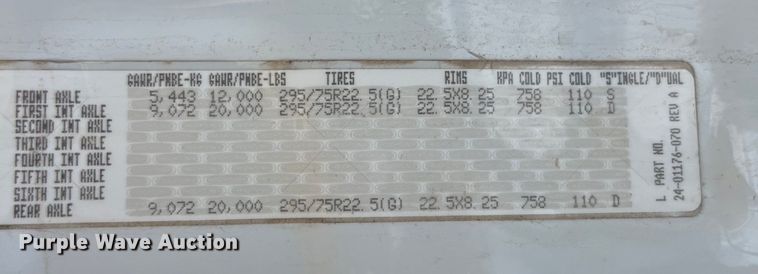 GAWR/PNBE-KG GAWR/PNBE-LBS TIRES RIMS KPA COLD PSI COLD "S"INGLE/"D"UAL
FRONT AXLE 5,443 12,000 295/75R22.5(G) 22.5X8.25 758 110 S
FIRST INT AXLE 9,072 20,000 295/75R22.5(G) 22.5X8.25 758 110 D
SECOND INT AXLE
THIRD INT AXLE
FOURTH INT AXLE
FIFTH INT AXLE
SIXTH INT AXLE
REAR AXLE 9,072 20,000 295/75R22.5(G) 22.5X8.25 758 110 D
L PART NO.
24-01176-070 REV A
Purple Wave Auction